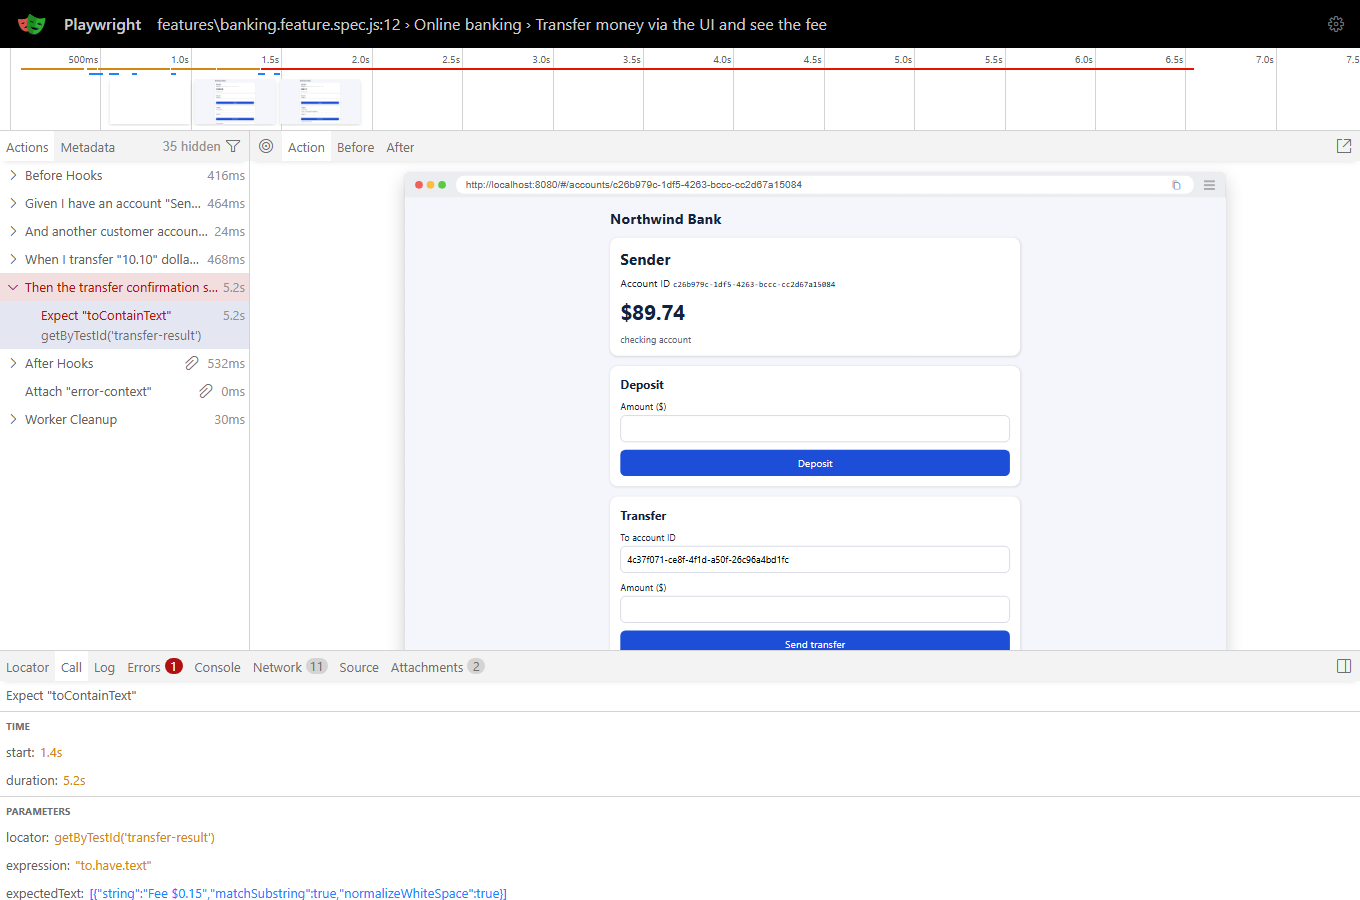 Playwright features\banking.feature.spec.js:12 › Online banking › Transfer money via the UI and see the fee
500ms 1.0s 1.5s 2.0s 2.5s 3.0s 3.5s 4.0s 4.5s 5.0s 5.5s 6.0s 6.5s 7.0s 7.5
Actions Metadata 35 hidden
Action Before After
Before Hooks 416ms
Given I have an account "Sen... 464ms
And another customer accoun... 24ms
When I transfer "10.10" dolla... 468ms
Then the transfer confirmation s... 5.2s
Expect "toContainText" 5.2s
getByTestId('transfer-result')
After Hooks 532ms
Attach "error-context" 0ms
Worker Cleanup 30ms
http://localhost:8080/#/accounts/c26b979c-1df5-4263-bccc-cc2d67a15084
Northwind Bank
Sender
Account ID c26b979c-1df5-4263-bccc-cc2d67a15084
$89.74
checking account
Deposit
Amount ($)
Deposit
Transfer
To account ID
4c37f071-ce8f-4f1d-a50f-26c96a4bd1fc
Amount ($)
Send transfer
Locator Call Log Errors 1 Console Network 11 Source Attachments 2
Expect "toContainText"
TIME
start: 1.4s
duration: 5.2s
PARAMETERS
locator: getByTestId('transfer-result')
expression: "to.have.text"
expectedText: [{"string":"Fee $0.15","matchSubstring":true,"normalizeWhiteSpace":true}]